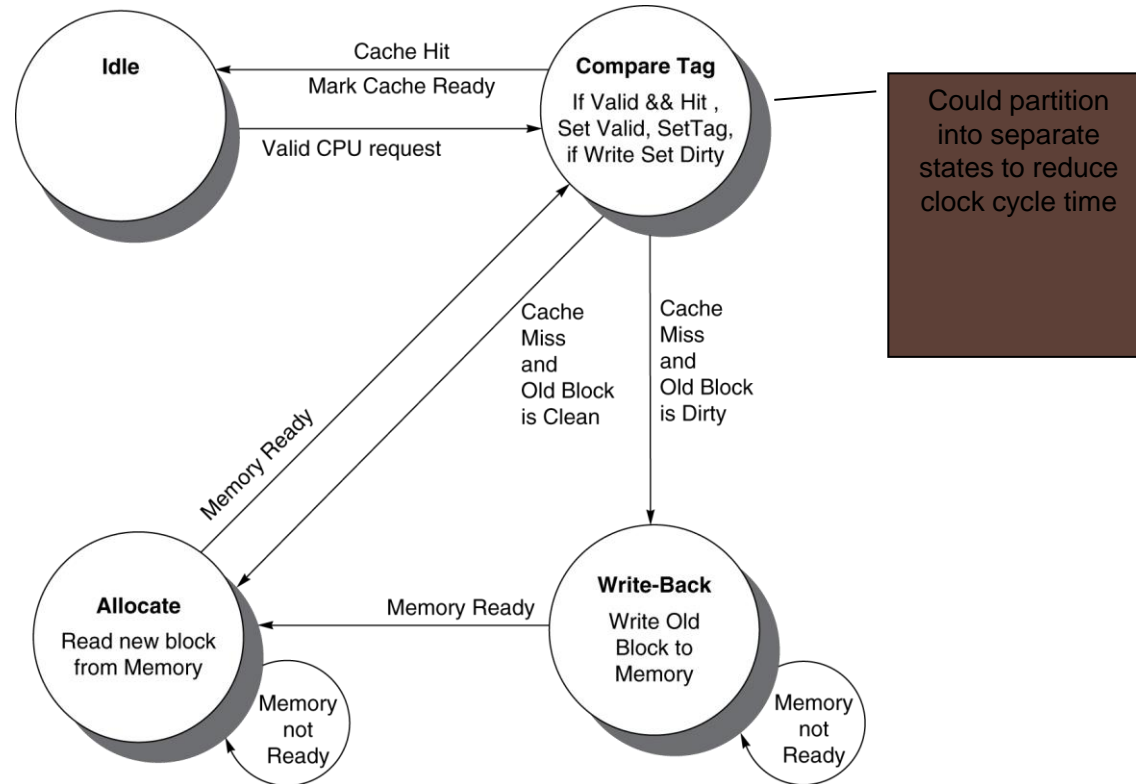 Idle
Cache Hit
Mark Cache Ready
Valid CPU request
Compare Tag
If Valid && Hit ,
Set Valid, SetTag,
if Write Set Dirty
Could partition
into separate
states to reduce
clock cycle time
Cache
Miss
and
Old Block
is Clean
Cache
Miss
and
Old Block
is Dirty
Memory Ready
Allocate
Read new block
from Memory
Memory
not
Ready
Memory Ready
Write-Back
Write Old
Block to
Memory
Memory
not
Ready